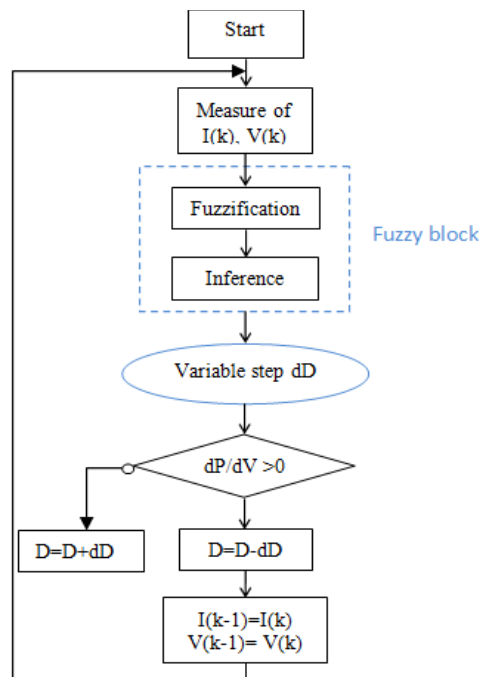 Start
Measure of
I(k), V(k)
Fuzzification
Fuzzy block
Inference
Variable step dD
dP/dV >0
D=D+dD
D=D-dD
I(k-1)=I(k)
V(k-1)= V(k)